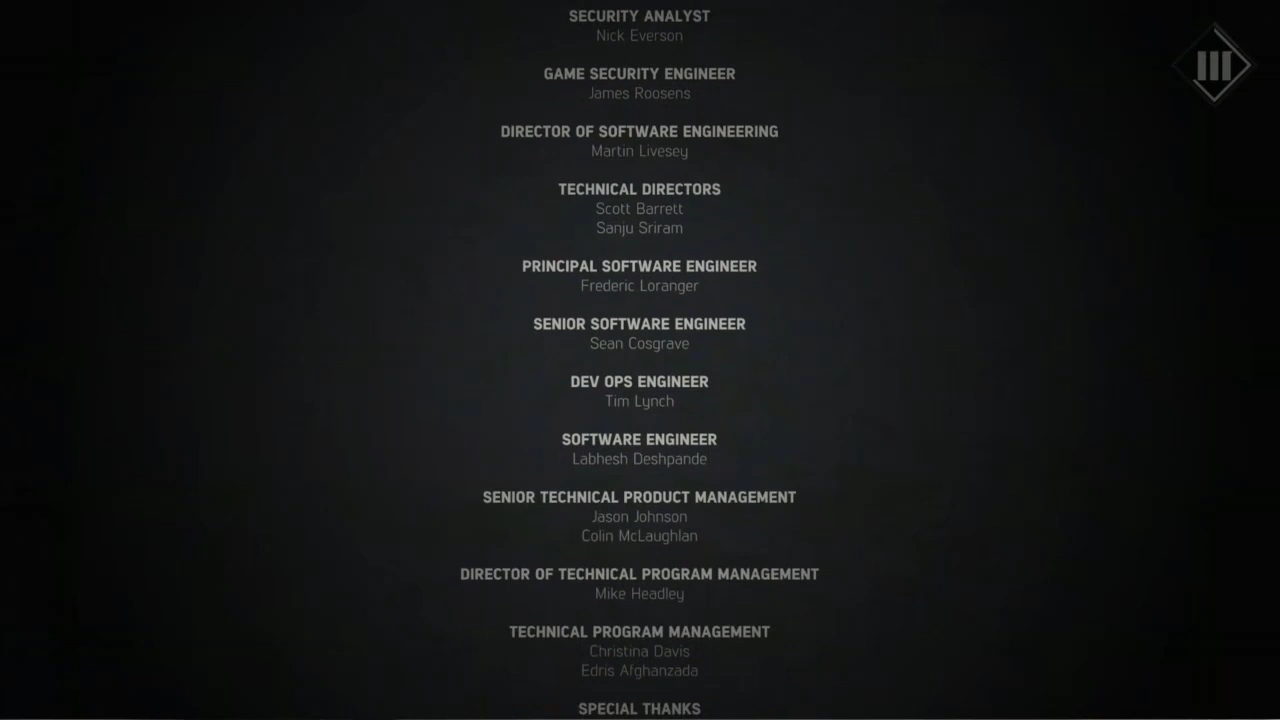 SECURITY ANALYST
Nick Everson
GAME SECURITY ENGINEER
James Roosens
DIRECTOR OF SOFTWARE ENGINEERING
Martin Livesey
TECHNICAL DIRECTORS
Scott Barrett
Sanju Sriram
PRINCIPAL SOFTWARE ENGINEER
Frederic Loranger
SENIOR SOFTWARE ENGINEER
Sean Cosgrave
DEV OPS ENGINEER
Tim Lynch
SOFTWARE ENGINEER
Labhesh Deshpande
SENIOR TECHNICAL PRODUCT MANAGEMENT
Jason Johnson
Colin McLaughlan
DIRECTOR OF TECHNICAL PROGRAM MANAGEMENT
Mike Headley
TECHNICAL PROGRAM MANAGEMENT
Christina Davis
Edris Afghanzada
SPECIAL THANKS